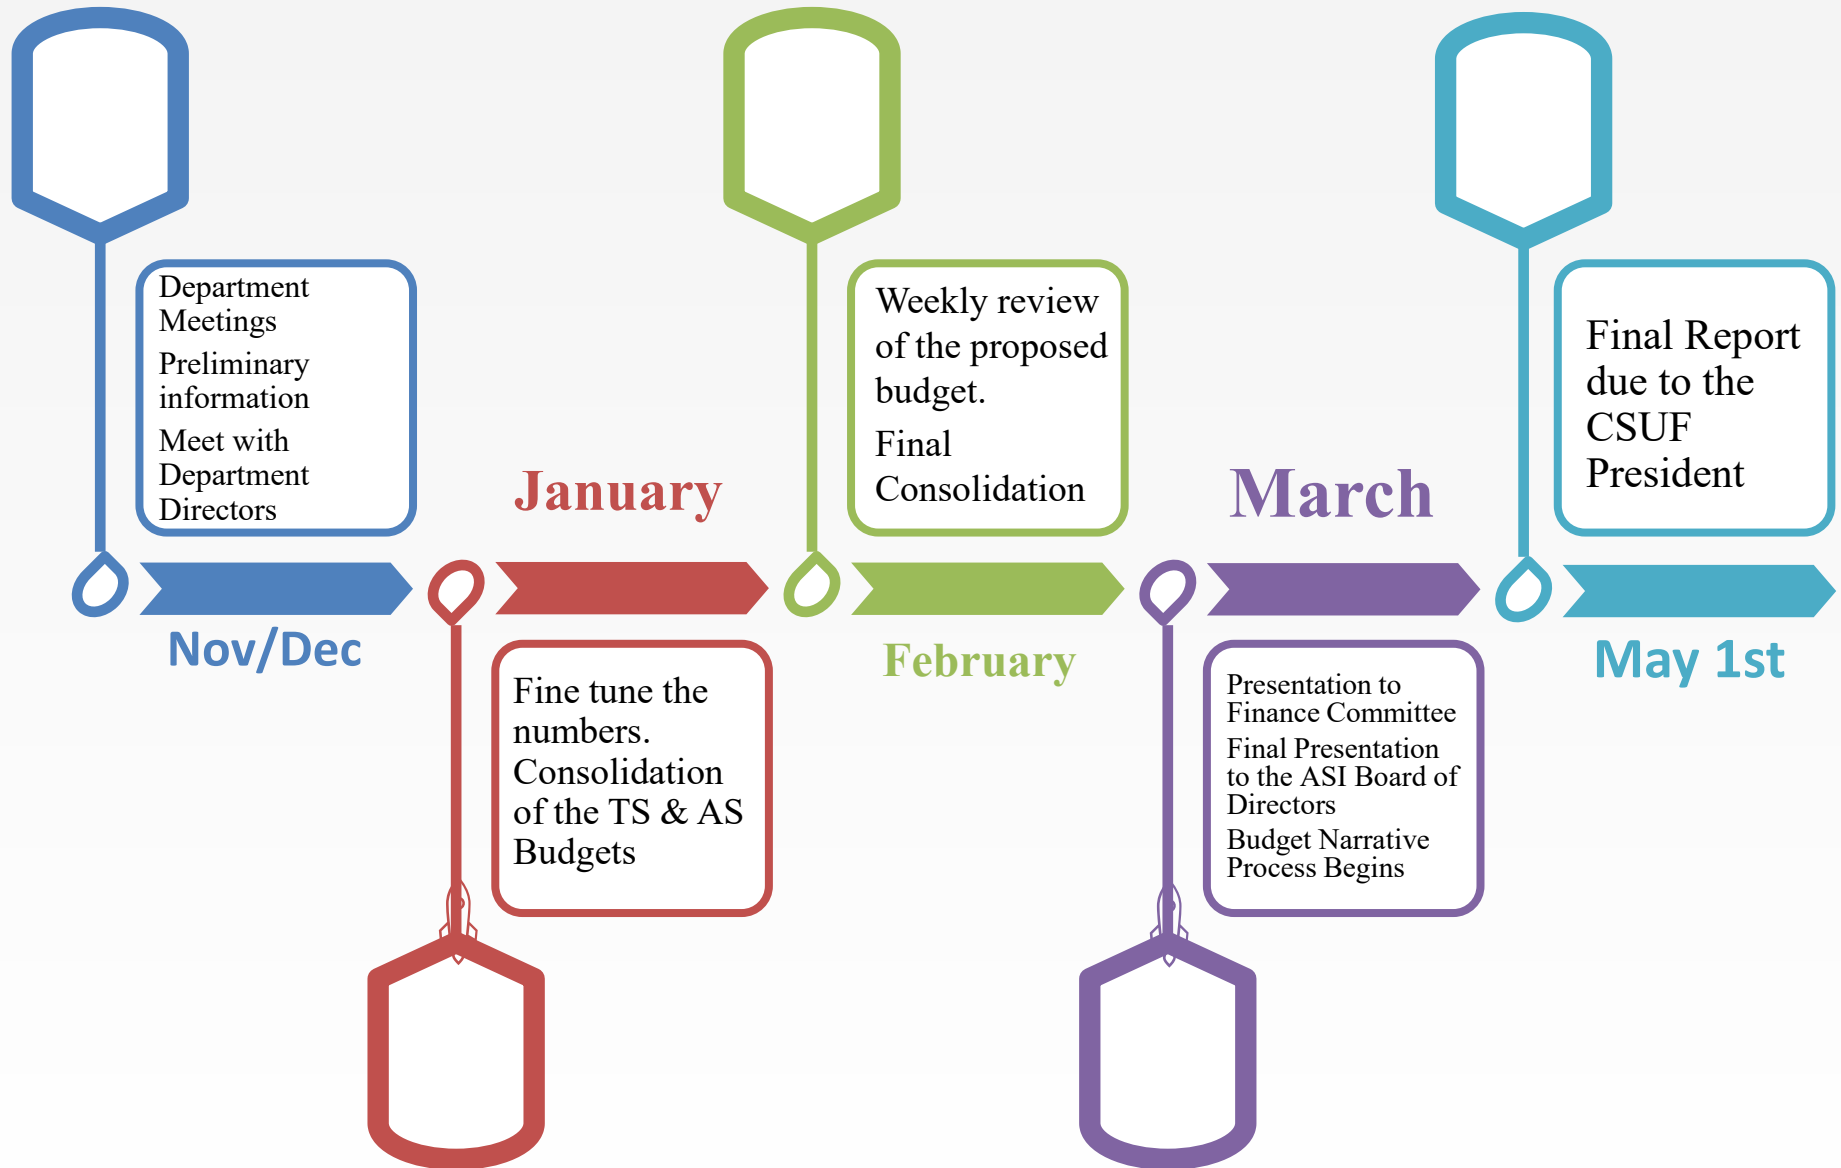 Department
Meetings
Preliminary
information
Meet with
Department
Directors
Nov/Dec
January
Fine tune the
numbers.
Consolidation
of the TS & AS
Budgets
Weekly review
of the proposed
budget.
Final
Consolidation
February
March
Presentation to
Finance Committee
Final Presentation
to the ASI Board of
Directors
Budget Narrative
Process Begins
Final Report
due to the
CSUF
President
May 1st